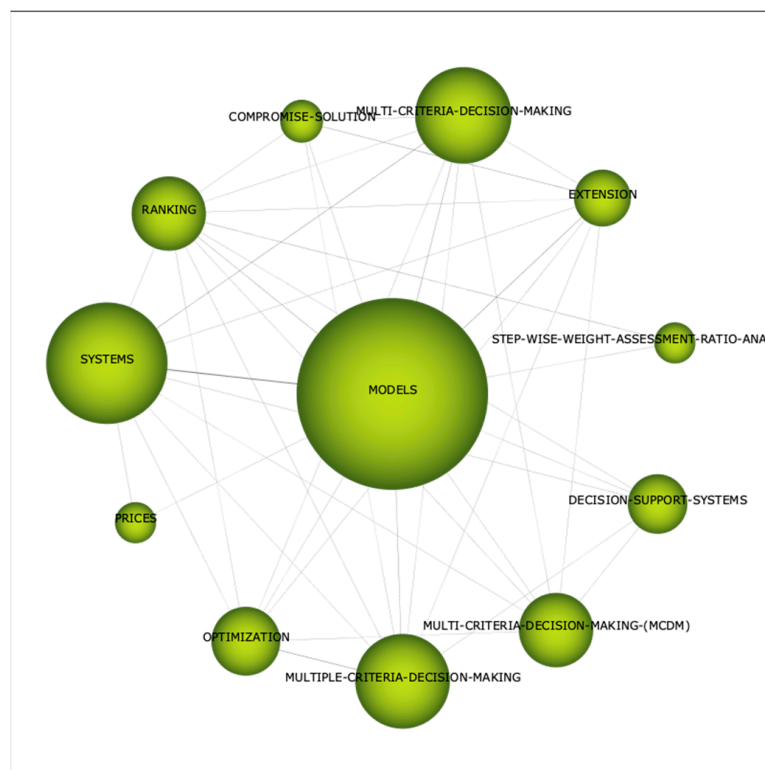 MULTI-CRITERIA-DECISION-MAKING
COMPROMISE-SOLUTION
EXTENSION
RANKING
STEP-WISE-WEIGHT-ASSESSMENT-RATIO-ANA
SYSTEMS
MODELS
DECISION-SUPPORT-SYSTEMS
PRICES
MULTI-CRITERIA-DECISION-MAKING-(MCDM)
OPTIMIZATION
MULTIPLE-CRITERIA-DECISION-MAKING